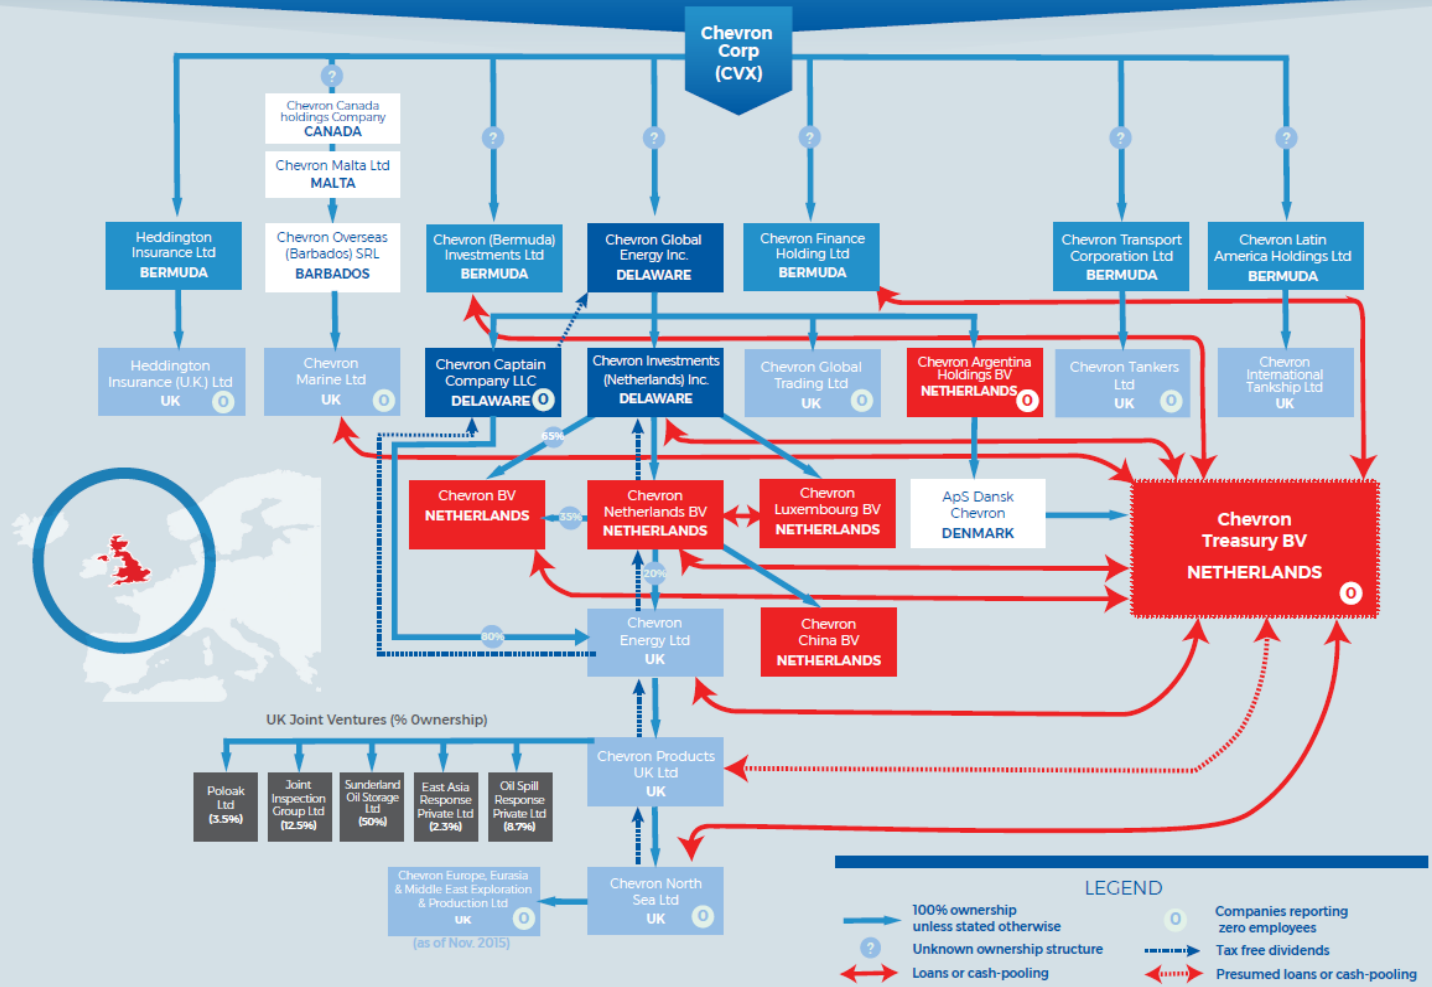 Chevron
Corp
(CVX)
?
Chevron Canada
holdings Company
CANADA
?
?
?
?
?
Chevron Malta Ltd
MALTA
Heddington
Insurance Ltd
BERMUDA
Chevron Overseas
(Barbados) SRL
BARBADOS
Chevron (Bermuda)
Investments Ltd
BERMUDA
Chevron Global
Energy Inc.
DELAWARE
Chevron Finance
Holding Ltd
BERMUDA
Chevron Transport
Corporation Ltd
BERMUDA
Chevron Latin
America Holdings Ltd
BERMUDA
Heddington
Insurance (U.K.) Ltd
UK 0
Chevron
Marine Ltd
UK 0
Chevron Captain
Company LLC
DELAWARE 0
Chevron Investments
(Netherlands) Inc.
DELAWARE
Chevron Global
Trading Ltd
UK 0
Chevron Argentina
Holdings BV
NETHERLANDS 0
Chevron Tankers
Ltd
UK 0
Chevron
International
Tankship Ltd
UK
65%
Chevron BV
NETHERLANDS
35%
Chevron
Netherlands BV
NETHERLANDS
Chevron
Luxembourg BV
NETHERLANDS
ApS Dansk
Chevron
DENMARK
Chevron
Treasury BV
NETHERLANDS
0
20%
80%
Chevron
Energy Ltd
UK
Chevron
China BV
NETHERLANDS
UK Joint Ventures (% Ownership)
Poloak
Ltd
(3.5%)
Joint
Inspection
Group Ltd
(12.5%)
Sunderland
Oil Storage
Ltd
(50%)
East Asia
Response
Private Ltd
(2.3%)
Oil Spill
Response
Private Ltd
(8.7%)
Chevron Products
UK Ltd
UK
Chevron Europe, Eurasia
& Middle East Exploration
& Production Ltd
UK 0
(as of Nov. 2015)
Chevron North
Sea Ltd
UK 0
LEGEND
100% ownership
unless stated otherwise
? Unknown ownership structure
Loans or cash-pooling
0 Companies reporting
zero employees
Tax free dividends
Presumed loans or cash-pooling